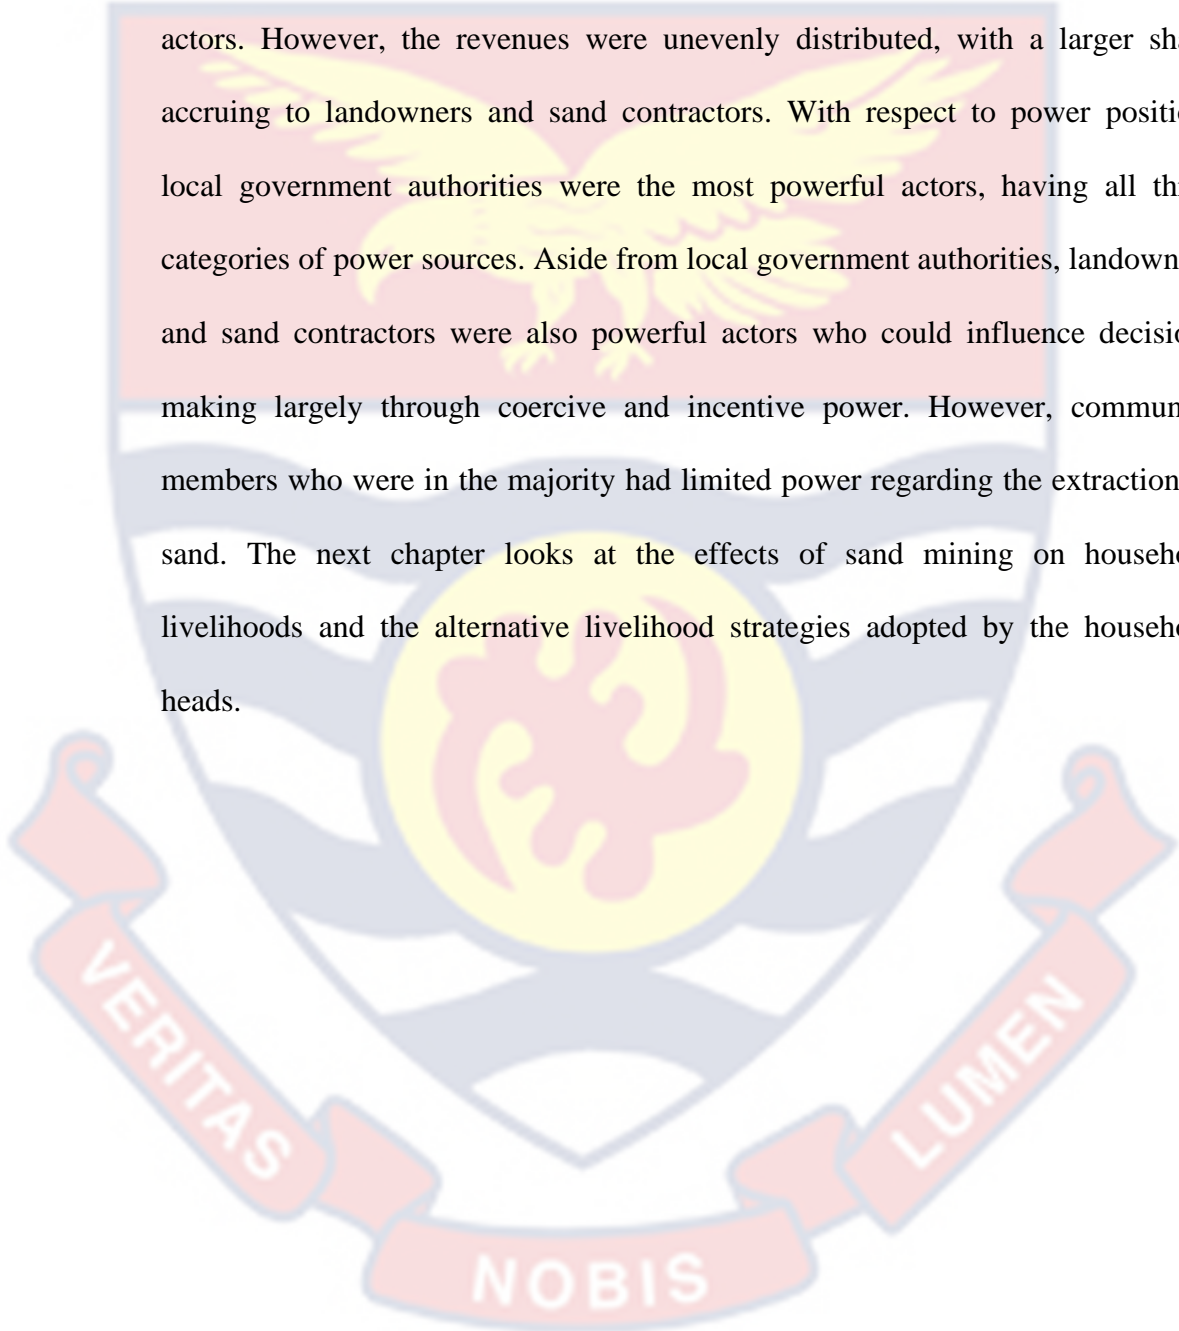 actors. However, the revenues were unevenly distributed, with a larger sha
accruing to landowners and sand contractors. With respect to power positio
local government authorities were the most powerful actors, having all thr
categories of power sources. Aside from local government authorities, landown
and sand contractors were also powerful actors who could influence decisio
making largely through coercive and incentive power. However, commun
members who were in the majority had limited power regarding the extraction
sand. The next chapter looks at the effects of sand mining on househo
livelihoods and the alternative livelihood strategies adopted by the househo
heads.
VERITAS
NOBIS
LUMEN